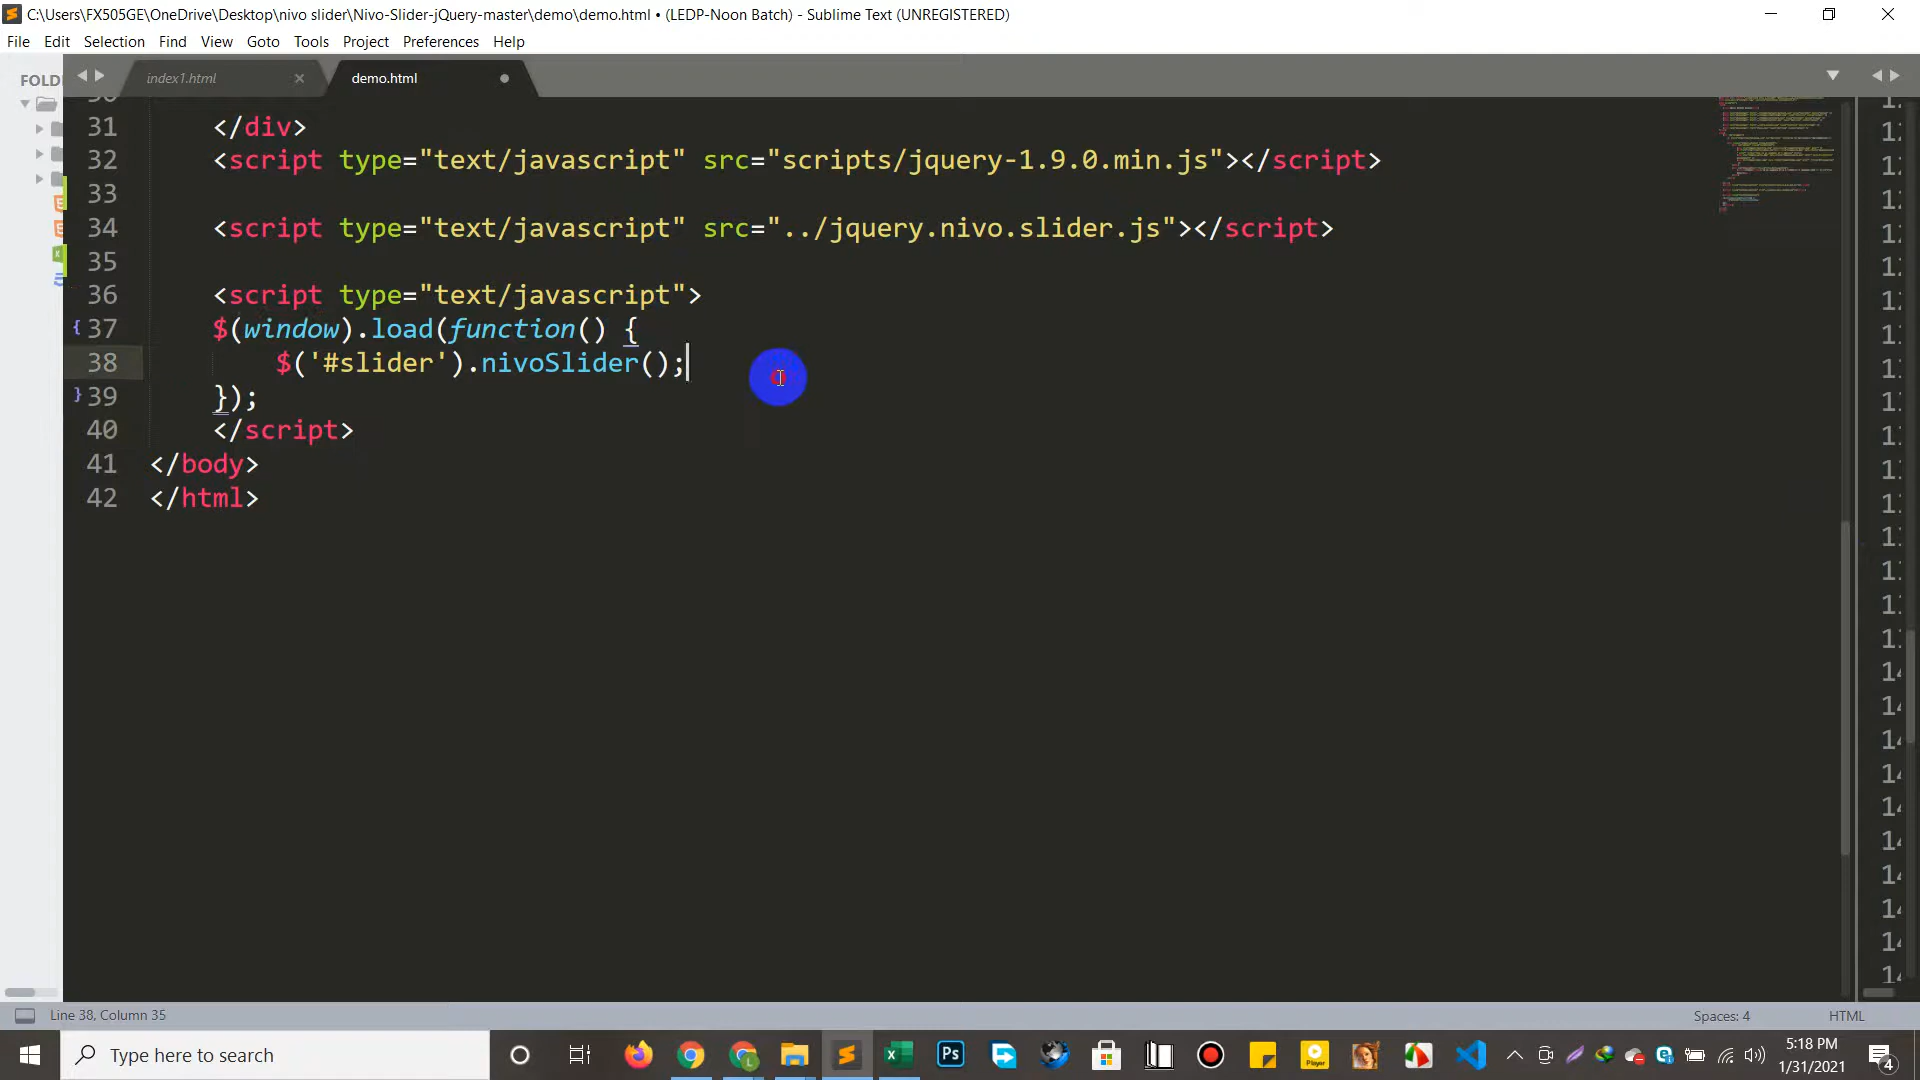 C:\Users\FX505GE\OneDrive\Desktop\nivo slider\Nivo-Slider-jQuery-master\demo\demo.html • (LEDP-Noon Batch) - Sublime Text (UNREGISTERED)
File Edit Selection Find View Goto Tools Project Preferences Help
FOLD
index1.html
demo.html
31 </div>
32 <script type="text/javascript" src="scripts/jquery-1.9.0.min.js"></script>
33
34 <script type="text/javascript" src="../jquery.nivo.slider.js"></script>
35
36 <script type="text/javascript">
37 $(window).load(function() {
38 $('#slider').nivoSlider();
39 });
40 </script>
41 </body>
42 </html>
Line 38, Column 35
Spaces: 4
HTML
Type here to search
Ps
Player
5:18 PM
1/31/2021
4